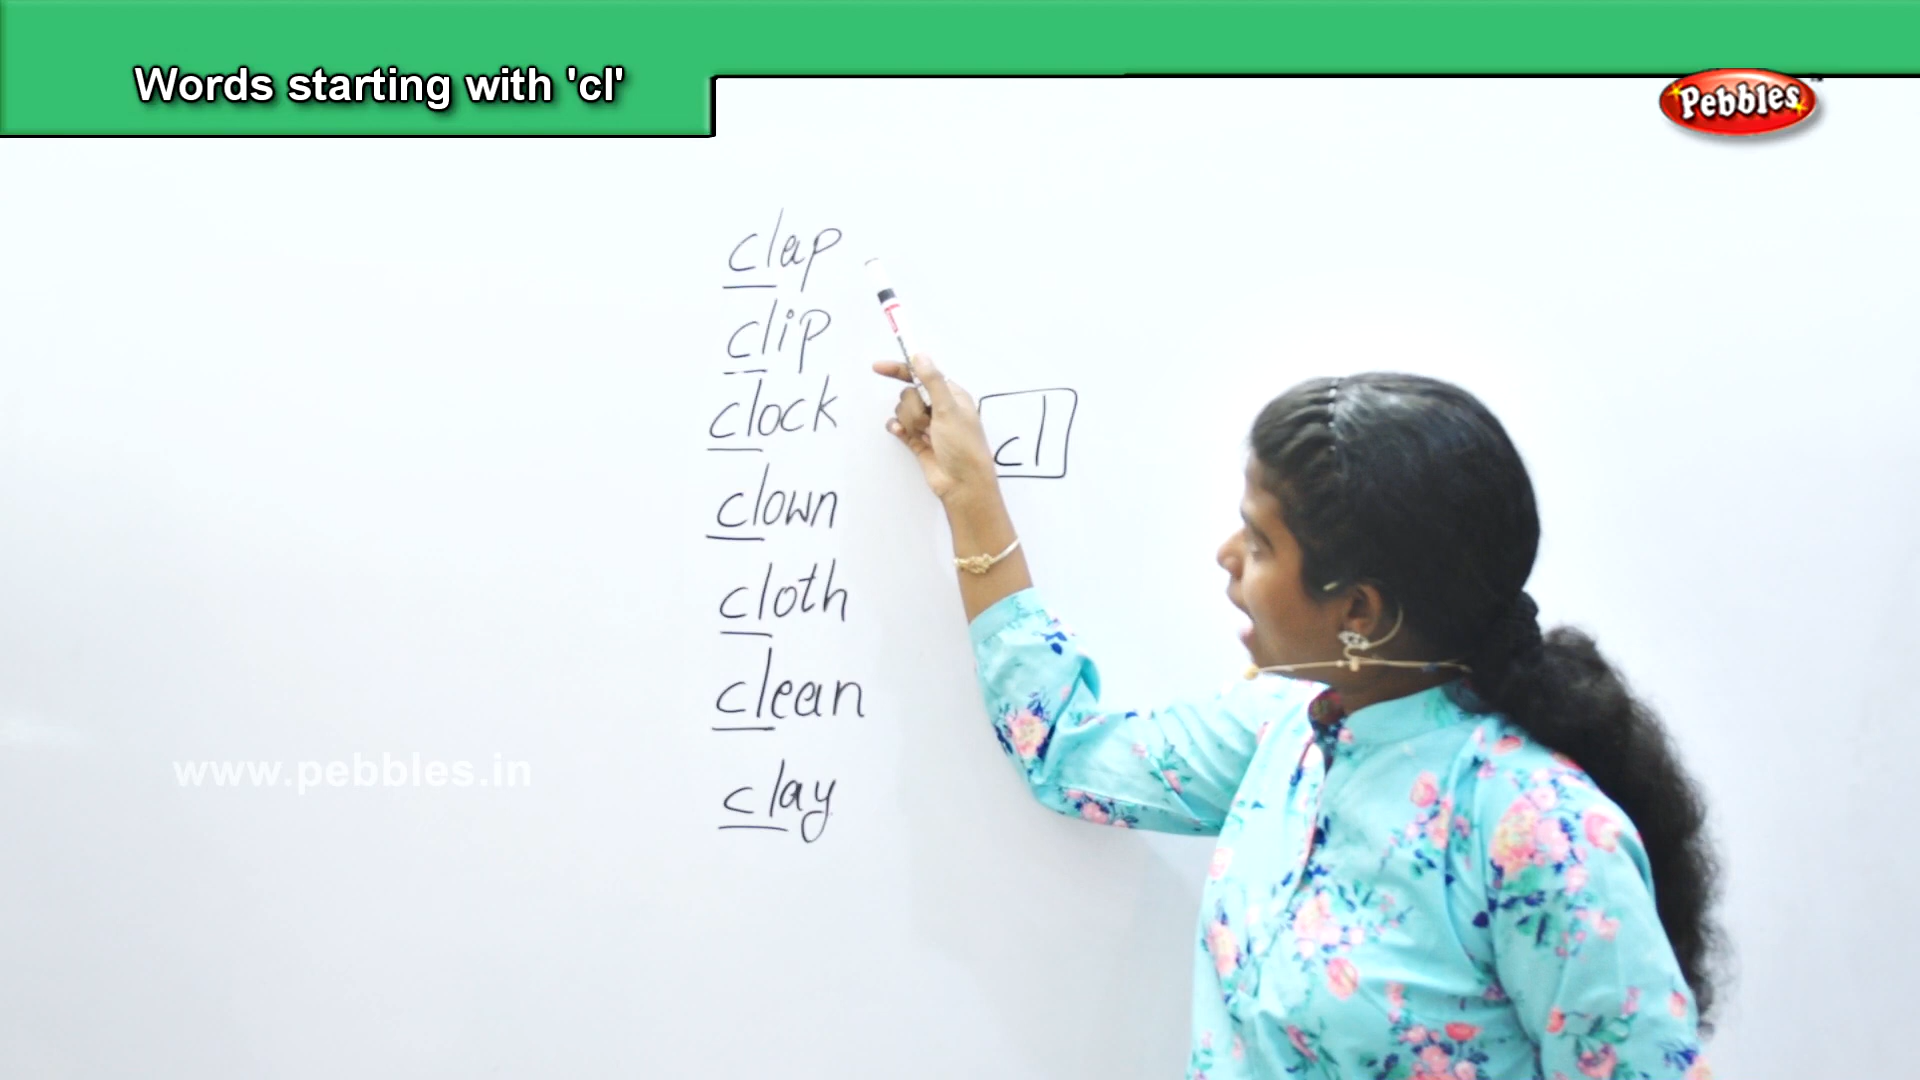 Words starting with 'cl'
Pebbles
clap
clip
clock
cl
clown
cloth
clean
www.pebbles.in
clay